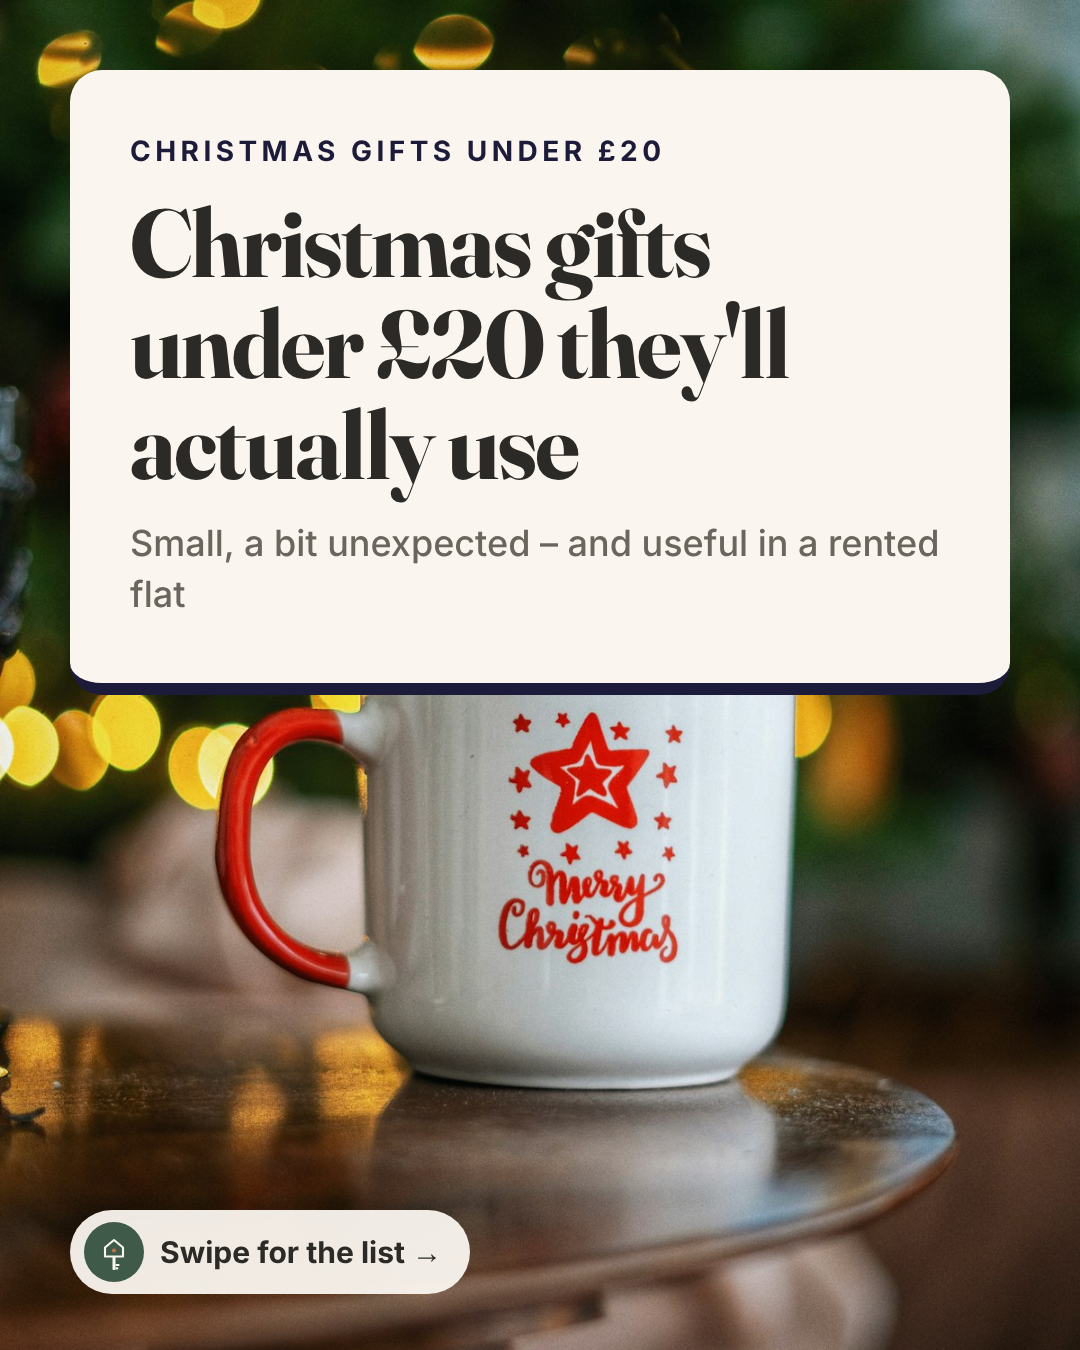 CHRISTMAS GIFTS UNDER £20
Christmas gifts
under £20 they'll
actually use
Small, a bit unexpected – and useful in a rented
flat
Merry
Christmas
Swipe for the list →